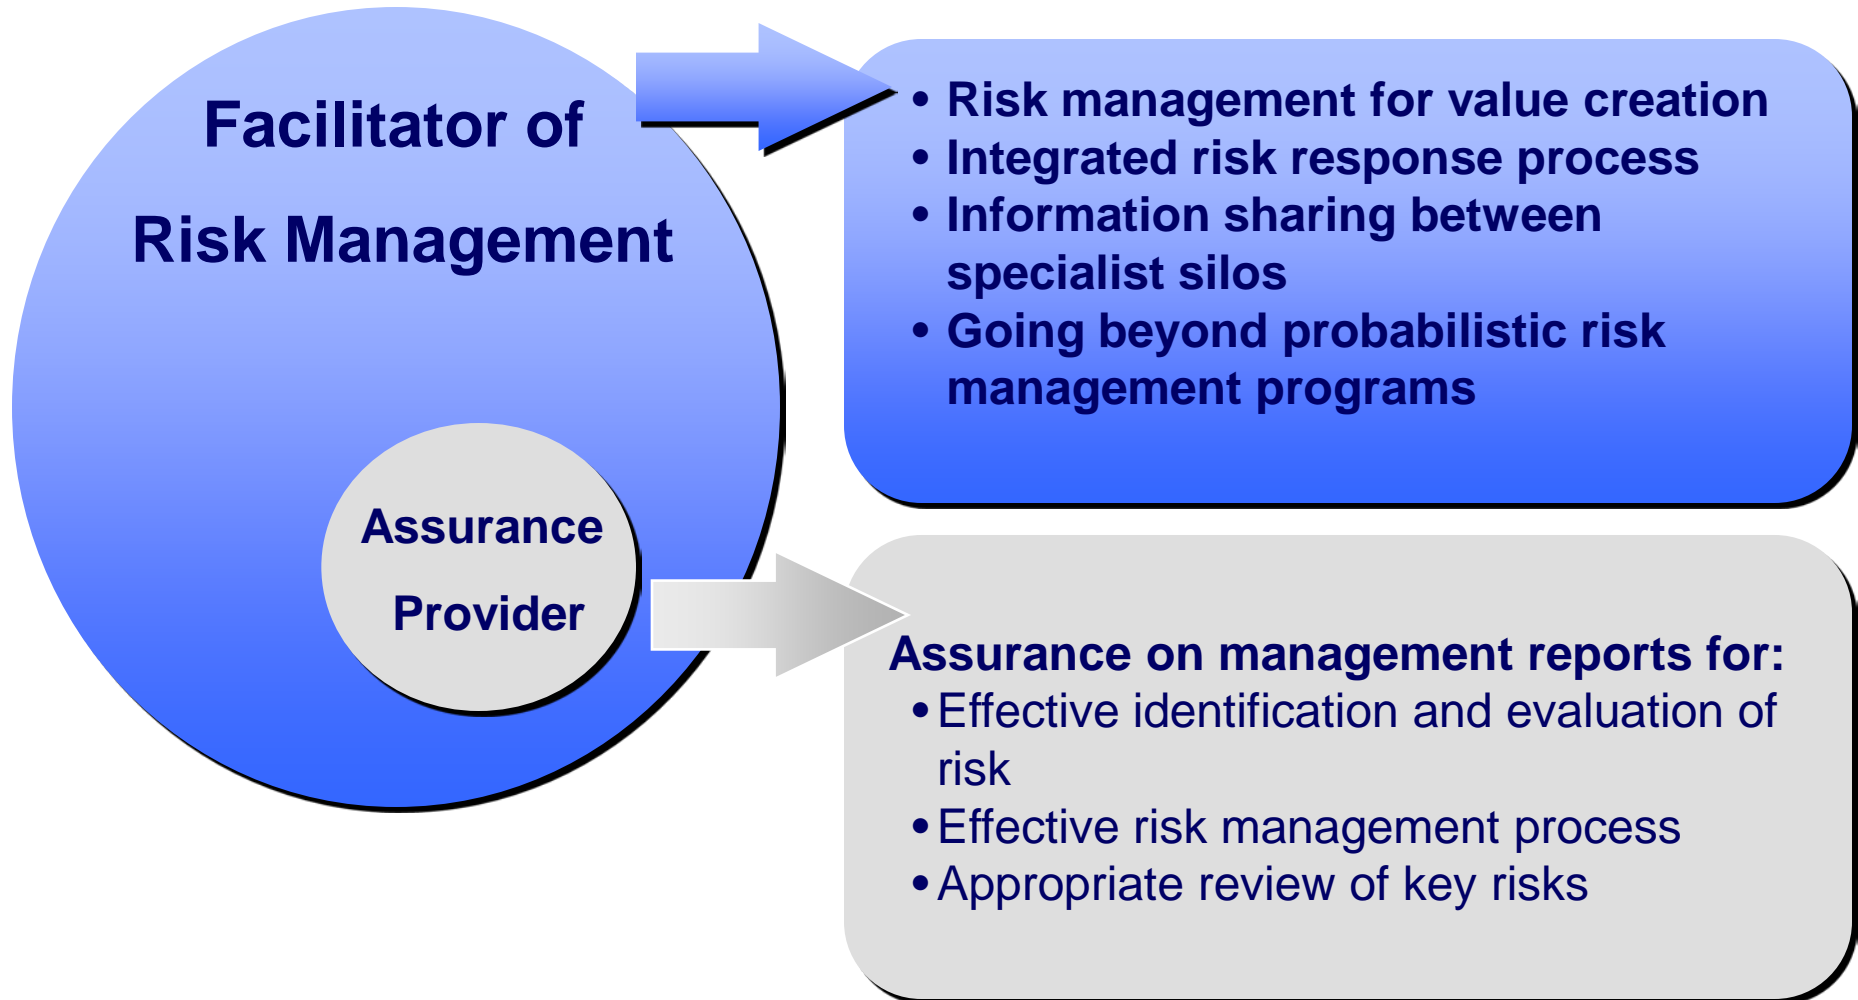 Facilitator of
Risk Management
Assurance
Provider
• Risk management for value creation
• Integrated risk response process
• Information sharing between
specialist silos
• Going beyond probabilistic risk
management programs
Assurance on management reports for:
• Effective identification and evaluation of
risk
• Effective risk management process
• Appropriate review of key risks